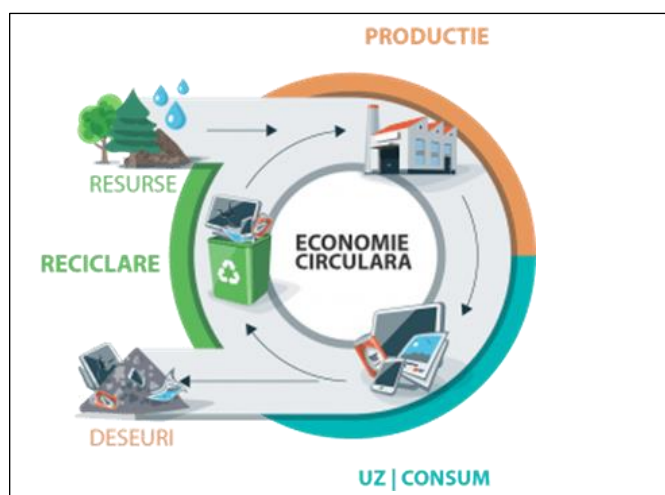 PRODUCTIE
RESURSE
RECICLARE
ECONOMIE
CIRCULARA
DESEURI
UZ | CONSUM